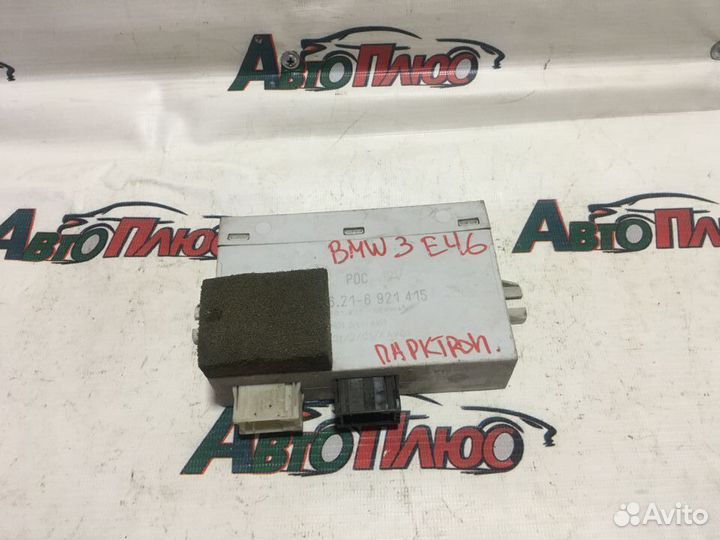 АвтоПлюс
АвтоПлюс
АвтоПлюс
BMW 3 E46
PDC
6.21-6 921 415
ПАРКТРОН.
АвтоПлюс
Avito